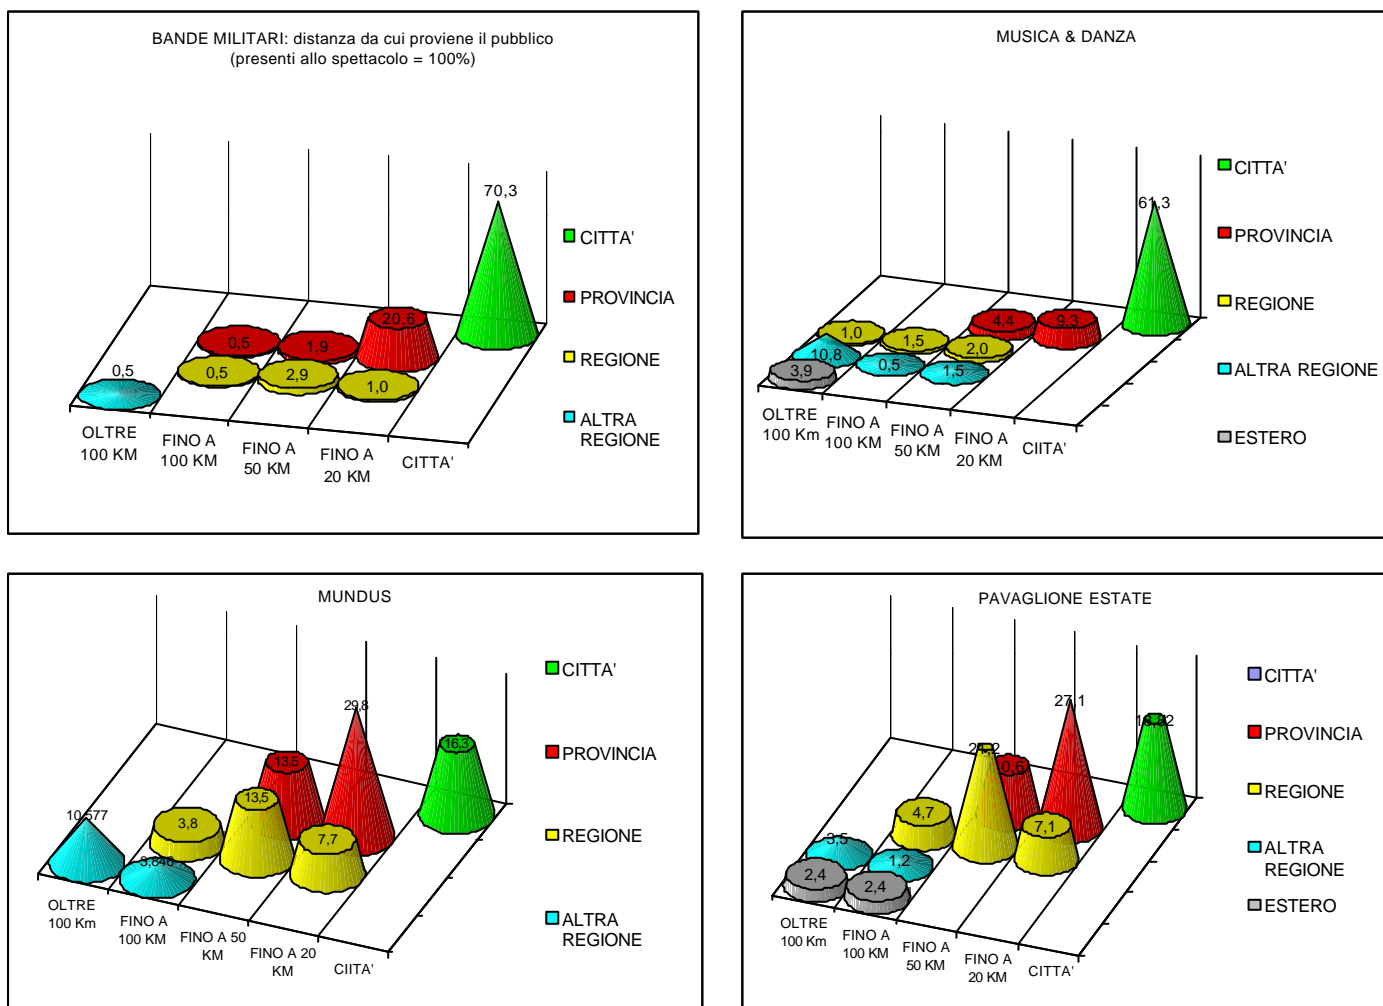 BANDE MILITARI: distanza da cui proviene il pubblico
(presenti allo spettacolo = 100%)
70,3
20,6
0,5
1,9
0,5
2,9
1,0
0,5
OLTRE
100 KM
FINO A
100 KM
FINO A
50 KM
FINO A
20 KM
CITTA'
CITTA'
PROVINCIA
REGIONE
ALTRA
REGIONE
MUSICA & DANZA
61,3
4,4
9,3
1,0
1,5
2,0
10,8
0,5
1,5
3,9
OLTRE
100 Km
FINO A
100 KM
FINO A
50 KM
FINO A
20 KM
CIITA'
CITTA'
PROVINCIA
REGIONE
ALTRA REGIONE
ESTERO
MUNDUS
29,8
16,3
13,5
13,5
3,8
7,7
10,577
3,846
OLTRE
100 Km
FINO A
100 KM
FINO A 50
KM
FINO A 20
KM
CIITA'
CITTA'
PROVINCIA
REGIONE
ALTRA
REGIONE
PAVAGLIONE ESTATE
27,1
4,7
7,1
3,5
1,2
2,4
2,4
OLTRE
100 Km
FINO A
100 KM
FINO A
50 KM
FINO A
20 KM
CITTA'
CITTA'
PROVINCIA
REGIONE
ALTRA
REGIONE
ESTERO